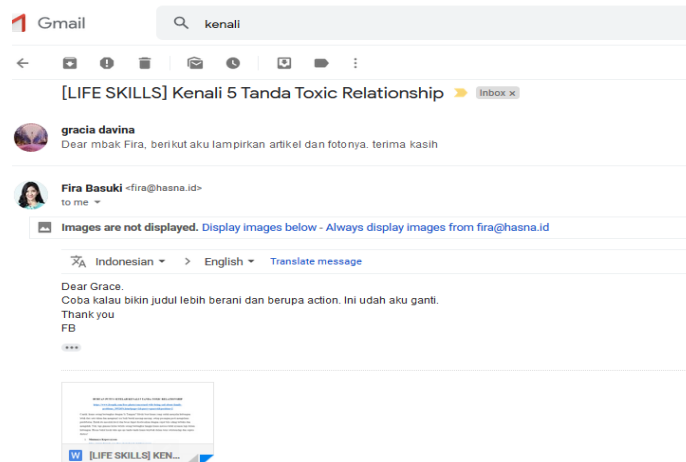 Gmail
kenali
[LIFE SKILLS] Kenali 5 Tanda Toxic Relationship
Inbox x
gracia davina
Dear mbak Fira, berikut aku lampirkan artikel dan fotonya. terima kasih
Fira Basuki <fira@hasna.id>
to me
Images are not displayed. Display images below - Always display images from fira@hasna.id
Indonesian > English Translate message
Dear Grace.
Coba kalau bikin judul lebih berani dan berupa action. Ini udah aku ganti.
Thank you
FB
W [LIFE SKILLS] KEN...